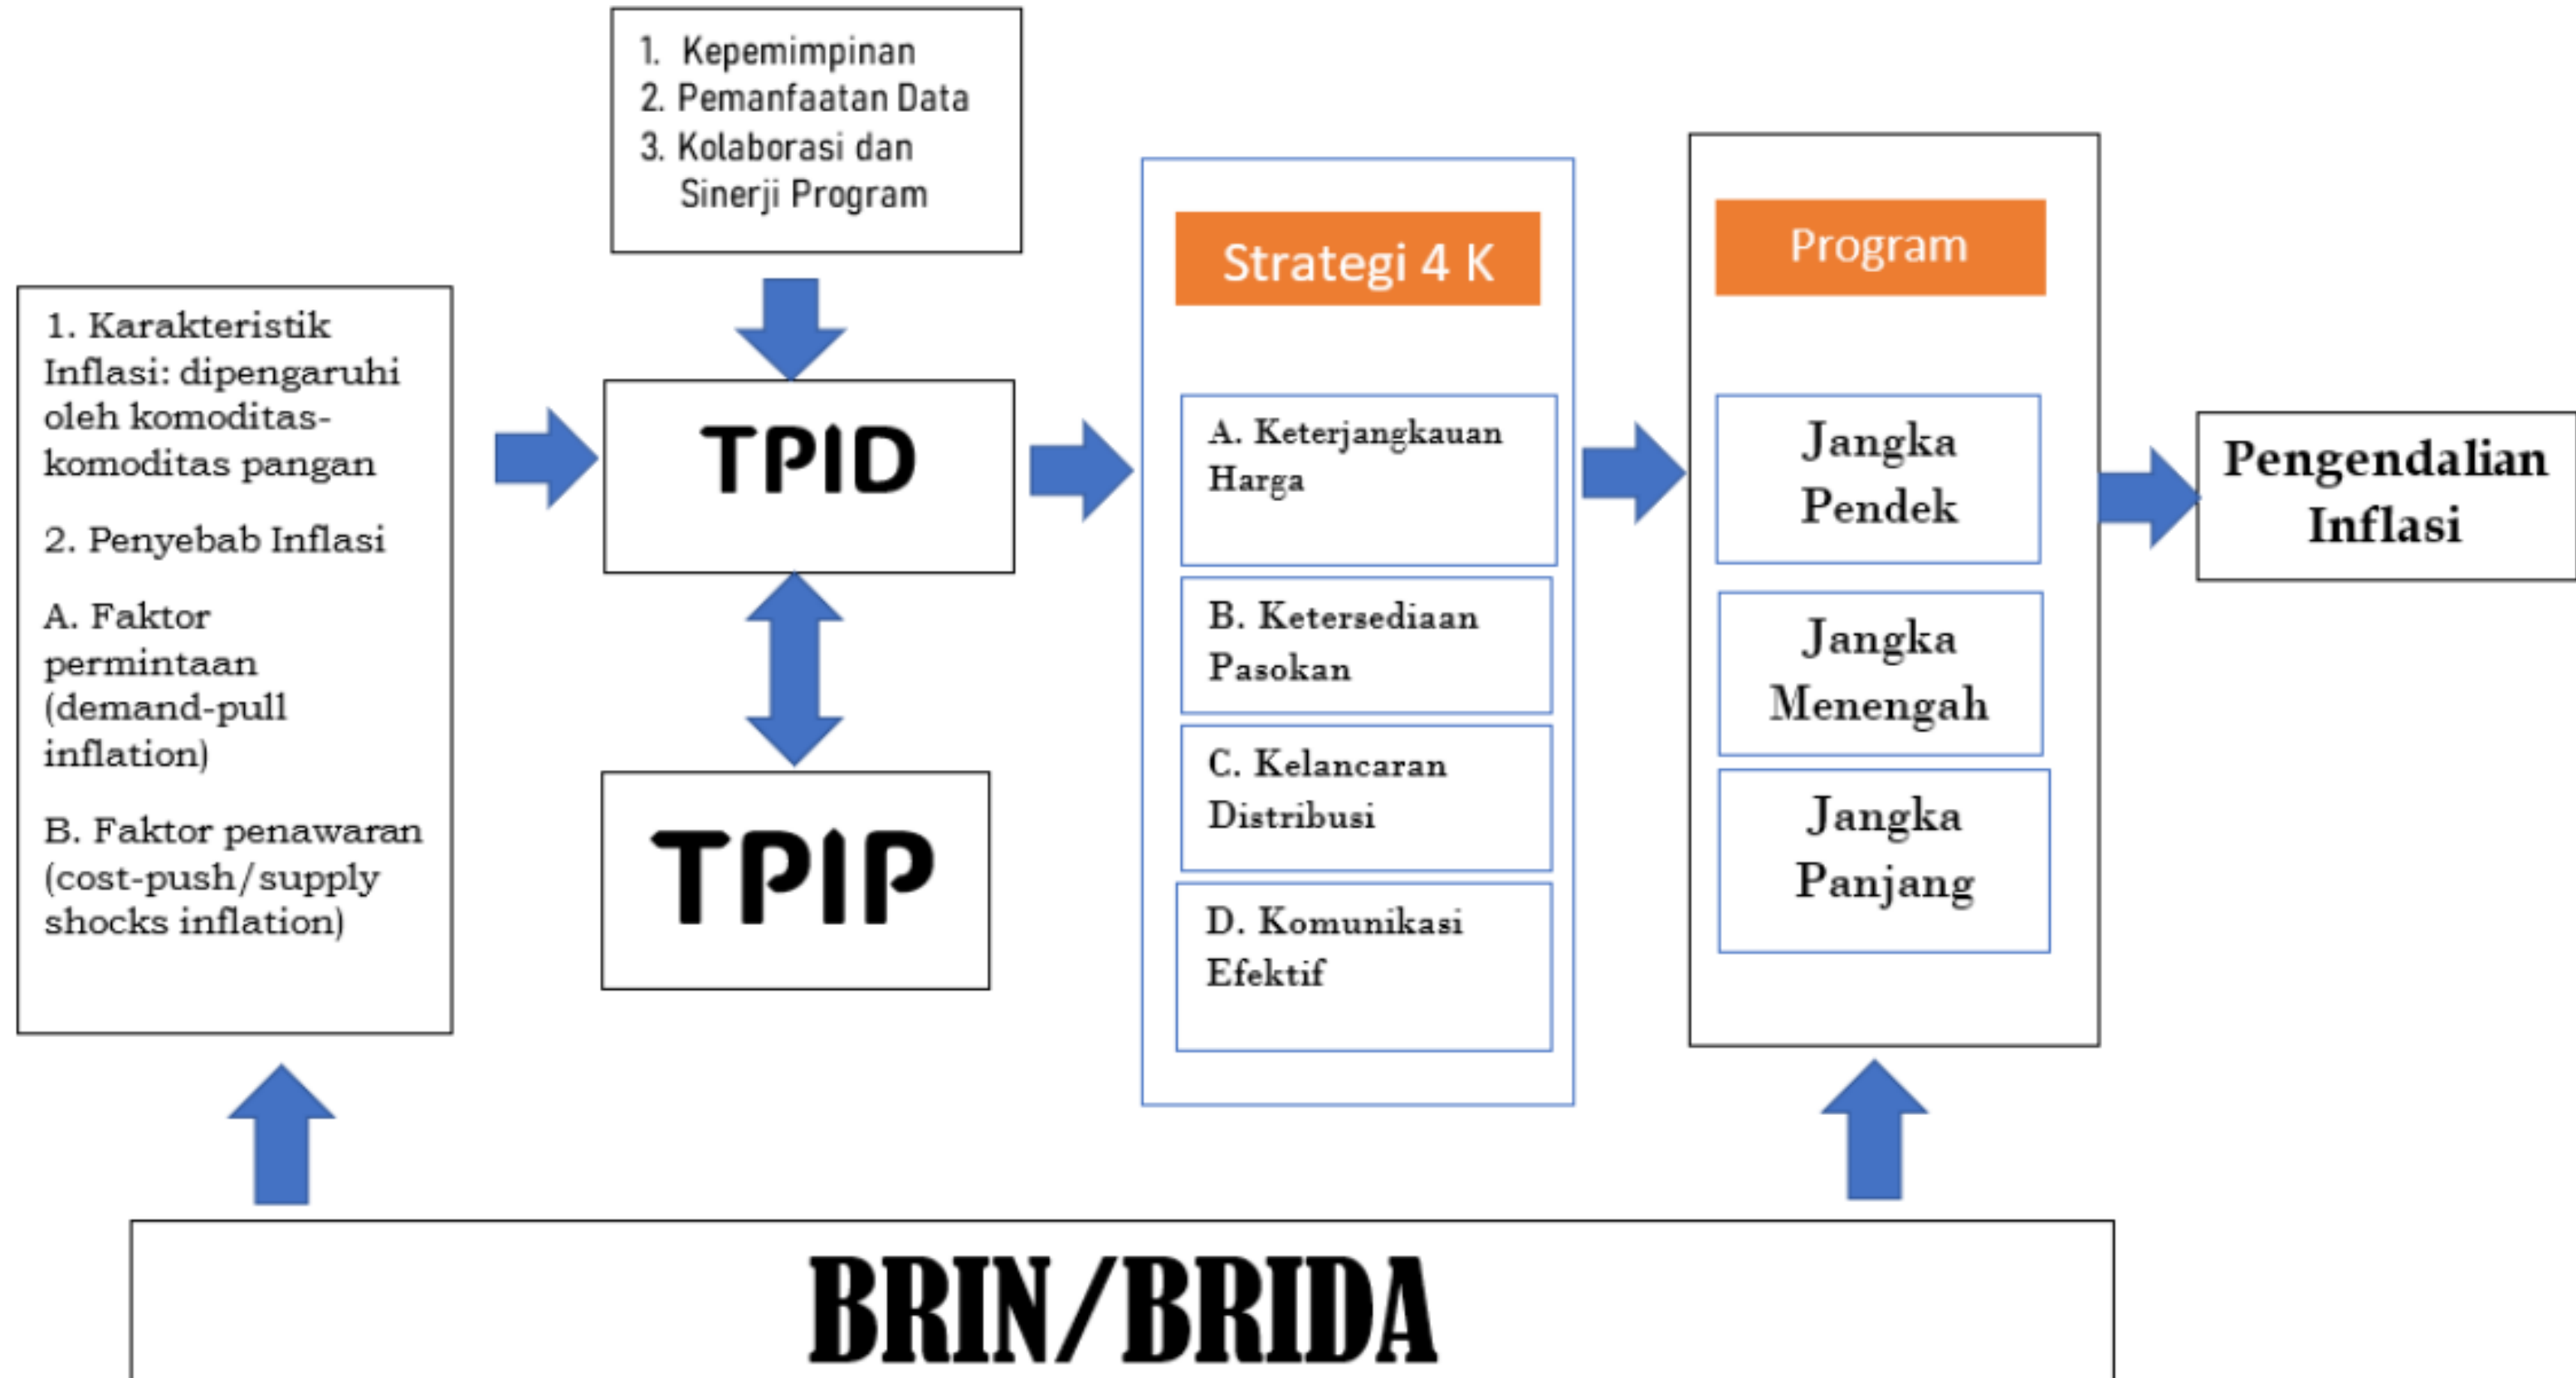 1. Kepemimpinan
2. Pemanfaatan Data
3. Kolaborasi dan
Sinerji Program
1. Karakteristik
Inflasi: dipengaruhi
oleh komoditas-
komoditas pangan
2. Penyebab Inflasi
A. Faktor
permintaan
(demand-pull
inflation)
B. Faktor penawaran
(cost-push/supply
shocks inflation)
TPID
TPIP
Strategi 4 K
A. Keterjangkauan
Harga
B. Ketersediaan
Pasokan
C. Kelancaran
Distribusi
D. Komunikasi
Efektif
Program
Jangka
Pendek
Jangka
Menengah
Jangka
Panjang
Pengendalian
Inflasi
BRIN/BRIDA